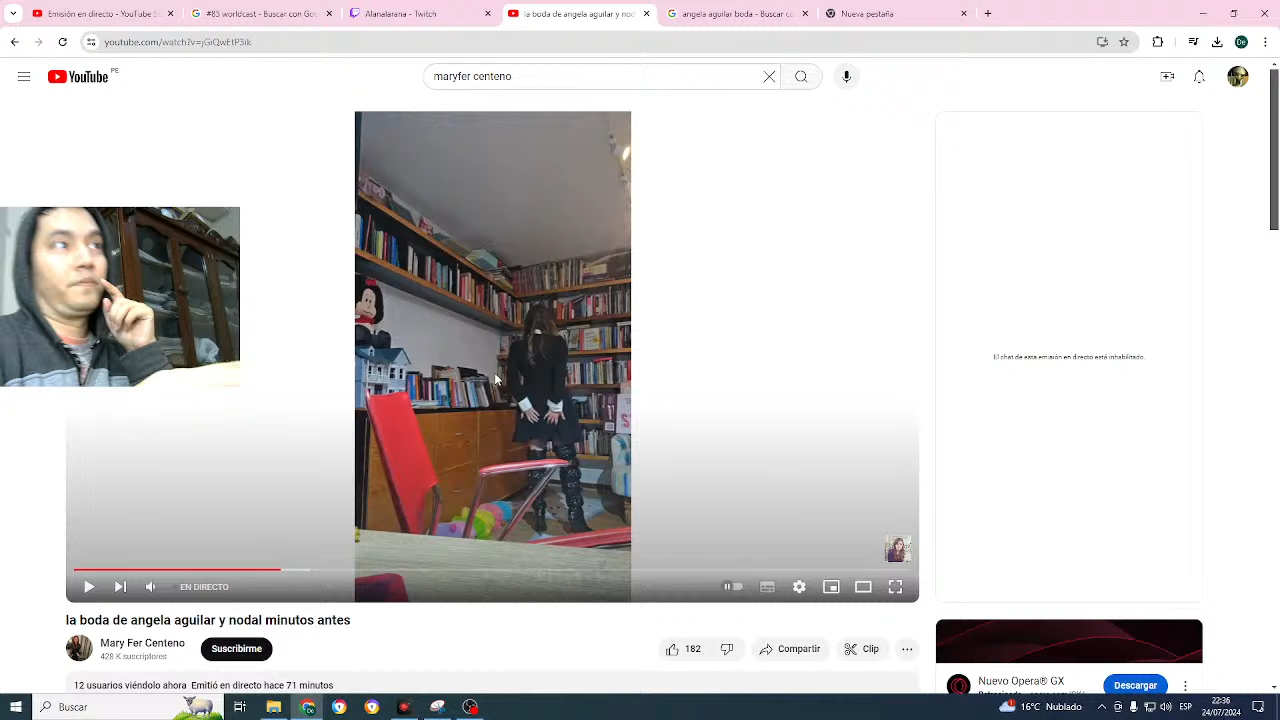 Emisión en directo - YouTube S
#85 worldcast - Buscar con Go
Alanalarana - Twitch
la boda de angela aguilar y nod
angela aguilar boda - Buscar co
Nueva pestaña
youtube.com/watch?v=jGiQwEtP3ik
De
YouTube PE
maryfer centeno
El chat de esta emisión en directo está inhabilitado.
EN DIRECTO
la boda de angela aguilar y nodal minutos antes
Mary Fer Centeno
428 K suscriptores
Suscribirme
182
Compartir
Clip
12 usuarios viéndolo ahora Emitió en directo hace 71 minutos
Nuevo Opera® GX
Descargar
Buscar
16°C Nublado
ESP
22:36
24/07/2024